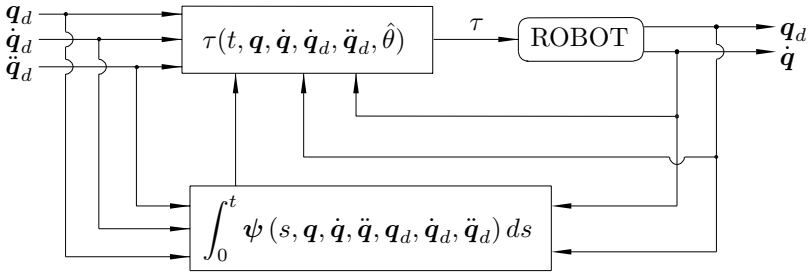 q_d
q̇_d
q̈_d
τ(t, q, q̇, q̇_d, q̈_d, θ̂)
τ
ROBOT
q_d
q̇
∫_0^t ψ (s, q, q̇, q̈, q_d, q̇_d, q̈_d) ds